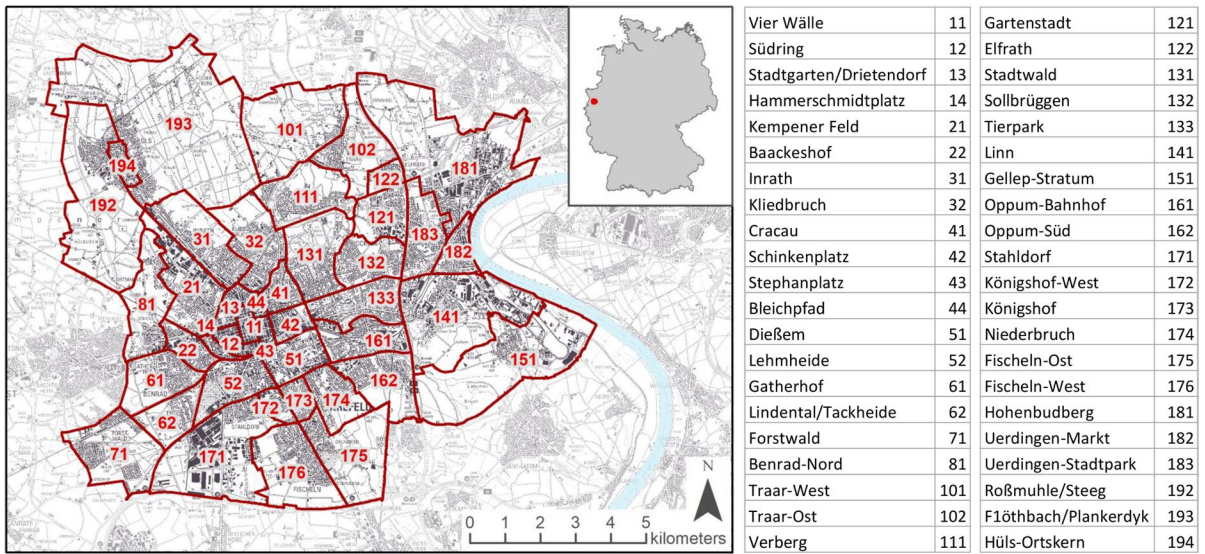 193
101
102
181
194
122
111
192
121
183
31
32
131
182
132
21
41
81
13
44
133
14
11
42
141
12
161
22
43
51
151
61
52
162
172
173
174
62
71
171
176
175
FISCHELN
N
0 1 2 3 4 5
kilometers
Vier Wälle 11
Südring 12
Stadtgarten/Drietendorf 13
Hammerschmidtplatz 14
Kempener Feld 21
Baackeshof 22
Inrath 31
Kliedbruch 32
Cracau 41
Schinkenplatz 42
Stephanplatz 43
Bleichpfad 44
Dießem 51
Lehmheide 52
Gatherhof 61
Lindental/Tackheide 62
Forstwald 71
Benrad-Nord 81
Traar-West 101
Traar-Ost 102
Verberg 111
Gartenstadt 121
Elfrath 122
Stadtwald 131
Sollbrüggen 132
Tierpark 133
Linn 141
Gellep-Stratum 151
Oppum-Bahnhof 161
Oppum-Süd 162
Stahldorf 171
Königshof-West 172
Königshof 173
Niederbruch 174
Fischeln-Ost 175
Fischeln-West 176
Hohenbudberg 181
Uerdingen-Markt 182
Uerdingen-Stadtpark 183
Roßmuhle/Steeg 192
F1öthbach/Plankerdyk 193
Hüls-Ortskern 194